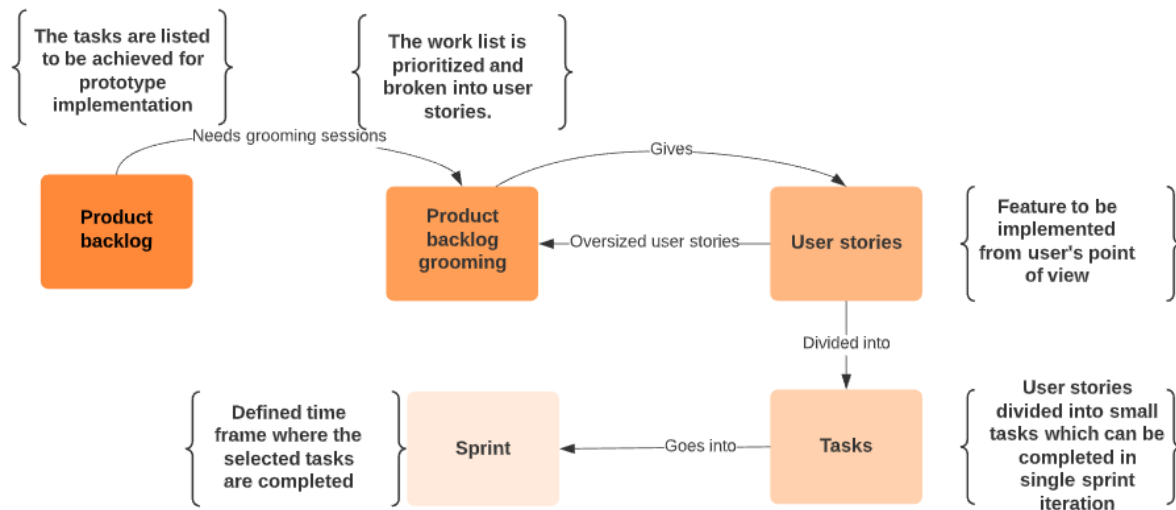 The tasks are listed
to be achieved for
prototype
implementation
The work list is
prioritized and
broken into user
stories.
Needs grooming sessions
Gives
Product
backlog
Product
backlog
grooming
Oversized user stories
User stories
Feature to be
implemented
from user's point
of view
Divided into
Defined time
frame where the
selected tasks
are completed
Sprint
Goes into
Tasks
User stories
divided into small
tasks which can be
completed in
single sprint
iteration